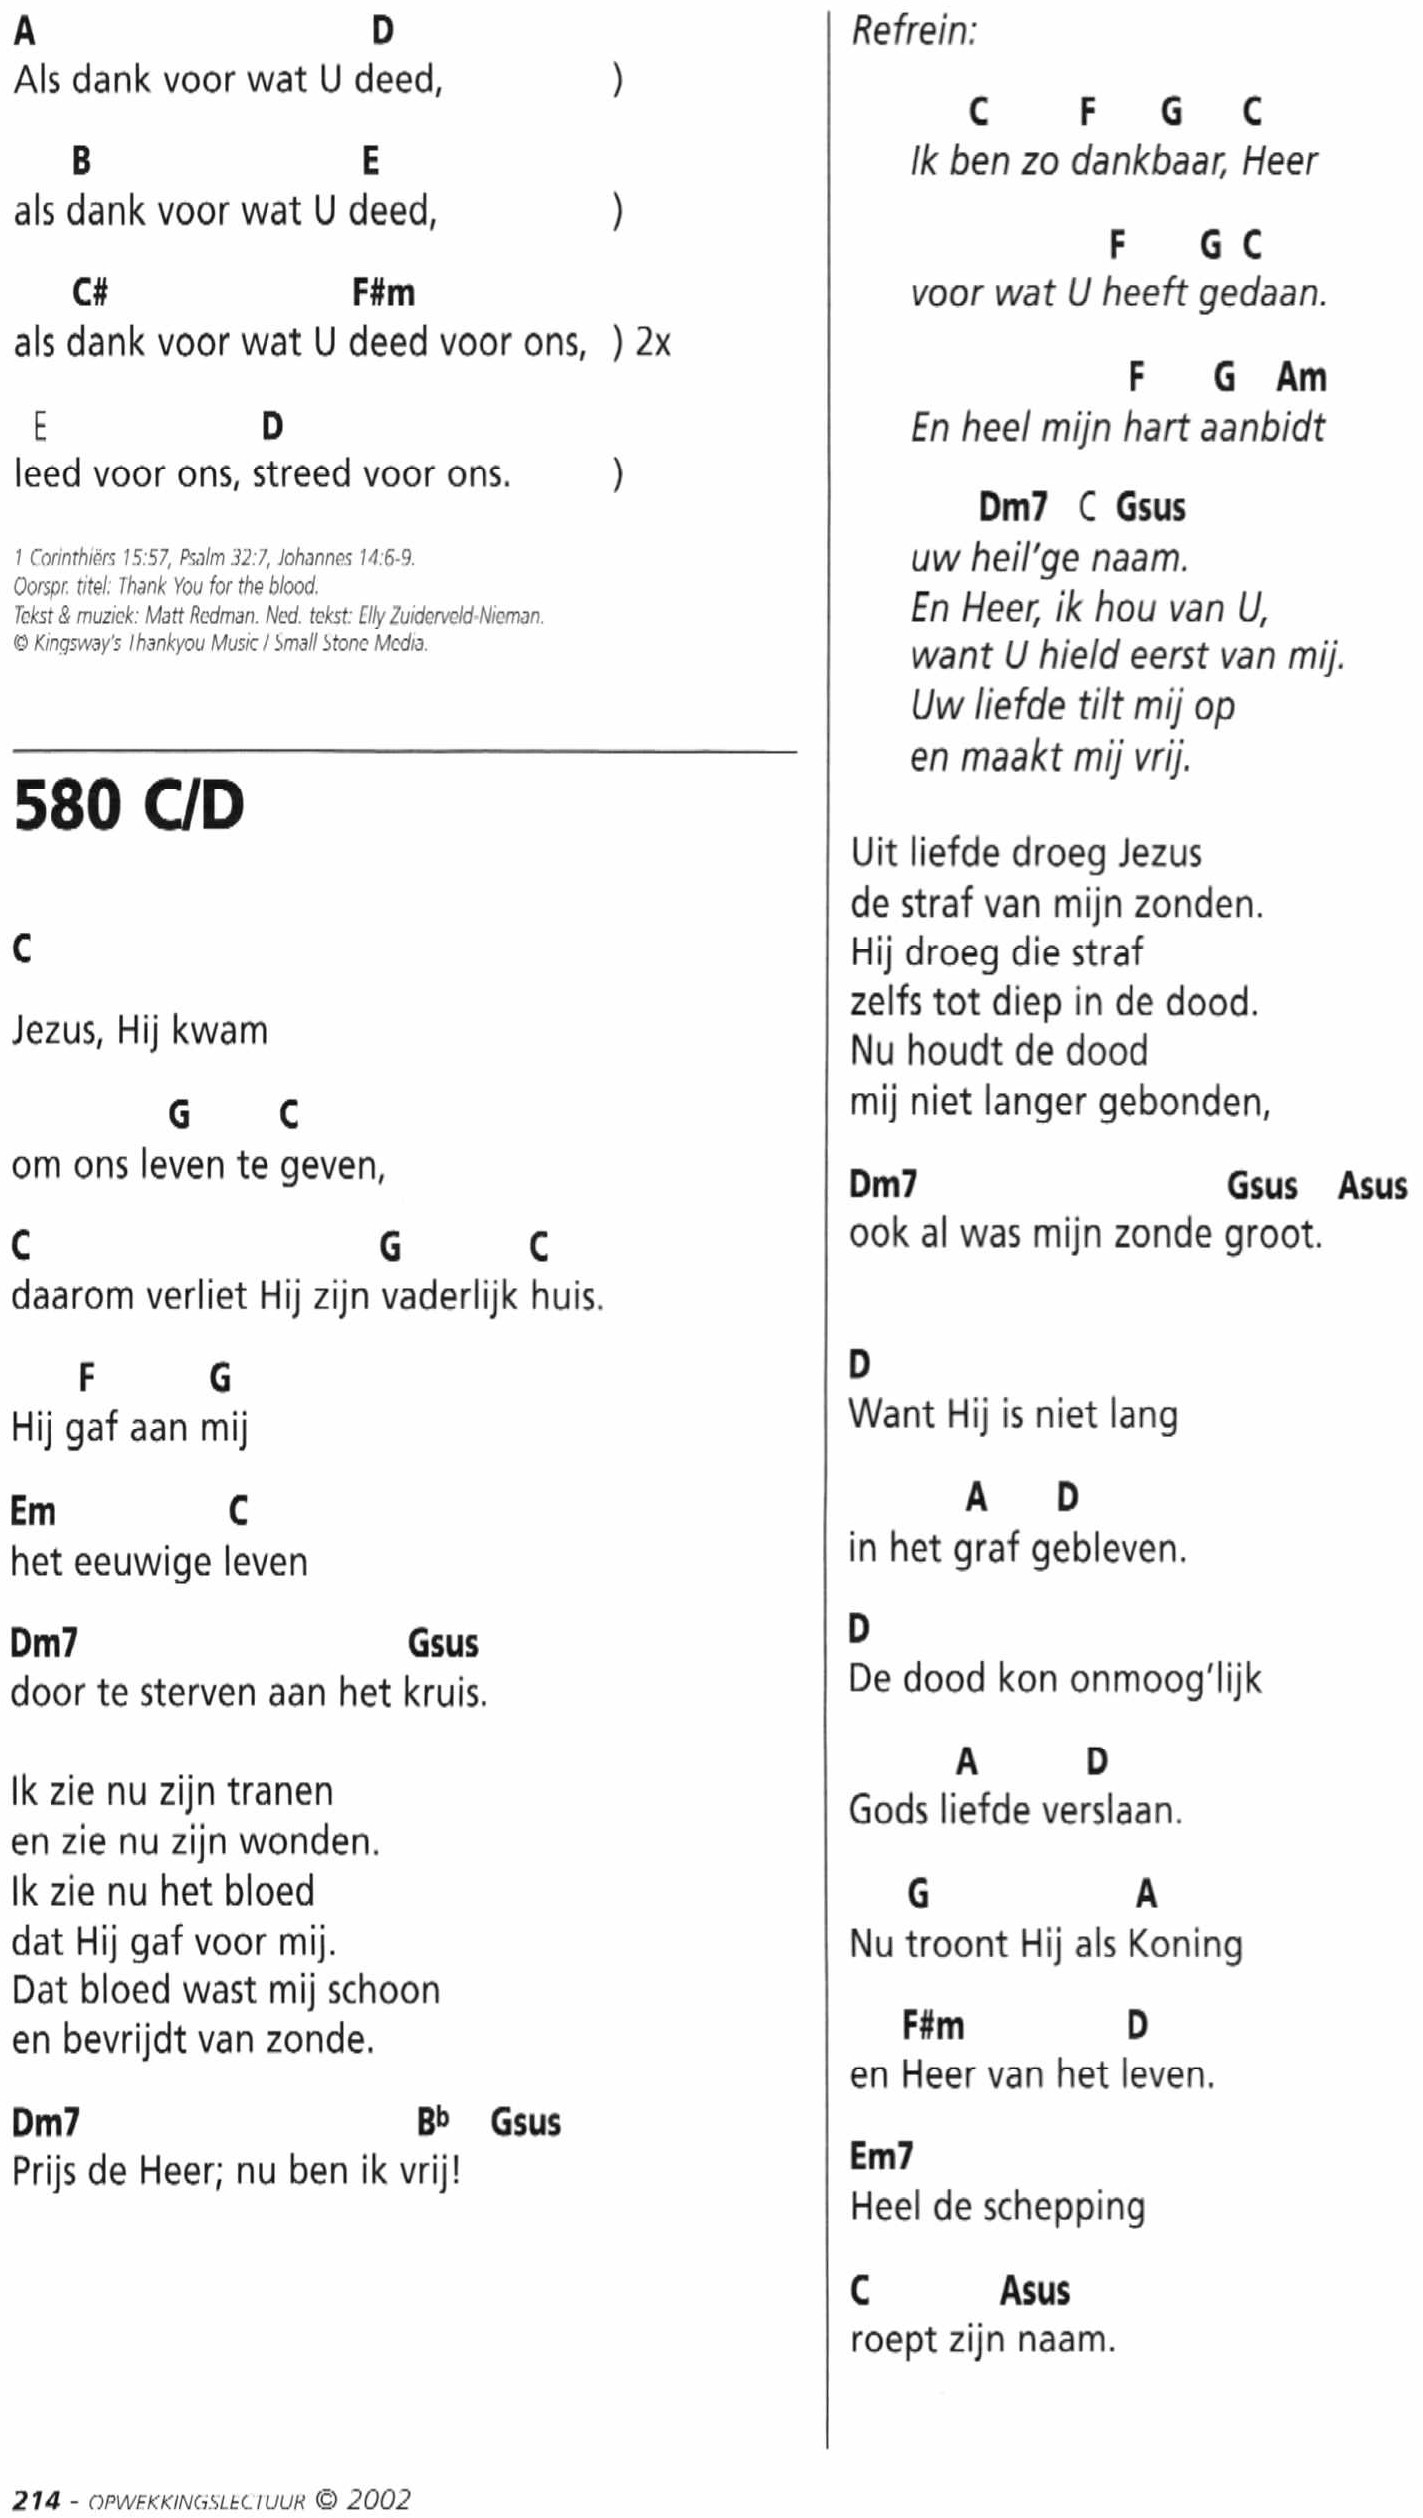 A D
Als dank voor wat U deed, )
B E
als dank voor wat U deed, )
C# F#m
als dank voor wat U deed voor ons, ) 2x
E D
leed voor ons, streed voor ons. )
1 Corinthiërs 15:57, Psalm 32:7, Johannes 14:6-9.
Oorspr. titel: Thank You for the blood.
Tekst & muziek: Matt Redman. Ned. tekst: Elly Zuiderveld-Nieman.
© Kingsway's Thankyou Music / Small Stone Media.
580 C/D
C
Jezus, Hij kwam
G C
om ons leven te geven,
C G C
daarom verliet Hij zijn vaderlijk huis.
F G
Hij gaf aan mij
Em C
het eeuwige leven
Dm7 Gsus
door te sterven aan het kruis.
Ik zie nu zijn tranen
en zie nu zijn wonden.
Ik zie nu het bloed
dat Hij gaf voor mij.
Dat bloed wast mij schoon
en bevrijdt van zonde.
Dm7 Bb Gsus
Prijs de Heer; nu ben ik vrij!
Refrein:
C F G C
Ik ben zo dankbaar, Heer
F G C
voor wat U heeft gedaan.
F G Am
En heel mijn hart aanbidt
Dm7 C Gsus
uw heil'ge naam.
En Heer, ik hou van U,
want U hield eerst van mij.
Uw liefde tilt mij op
en maakt mij vrij.
Uit liefde droeg Jezus
de straf van mijn zonden.
Hij droeg die straf
zelfs tot diep in de dood.
Nu houdt de dood
mij niet langer gebonden,
Dm7 Gsus Asus
ook al was mijn zonde groot.
D
Want Hij is niet lang
A D
in het graf gebleven.
D
De dood kon onmoog'lijk
A D
Gods liefde verslaan.
G A
Nu troont Hij als Koning
F#m D
en Heer van het leven.
Em7
Heel de schepping
C Asus
roept zijn naam.
214 - OPWEKKINGSLECTUUR © 2002